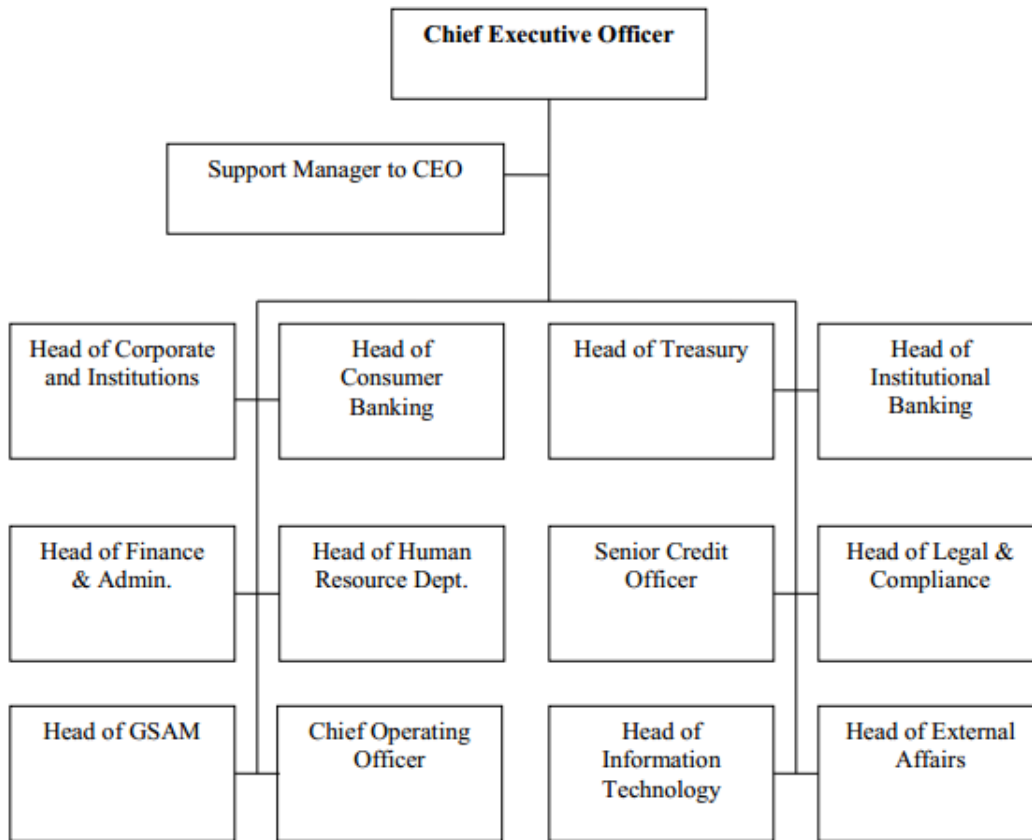 Chief Executive Officer
Support Manager to CEO
Head of Corporate
and Institutions
Head of
Consumer
Banking
Head of Treasury
Head of
Institutional
Banking
Head of Finance
& Admin.
Head of Human
Resource Dept.
Senior Credit
Officer
Head of Legal &
Compliance
Head of GSAM
Chief Operating
Officer
Head of
Information
Technology
Head of External
Affairs